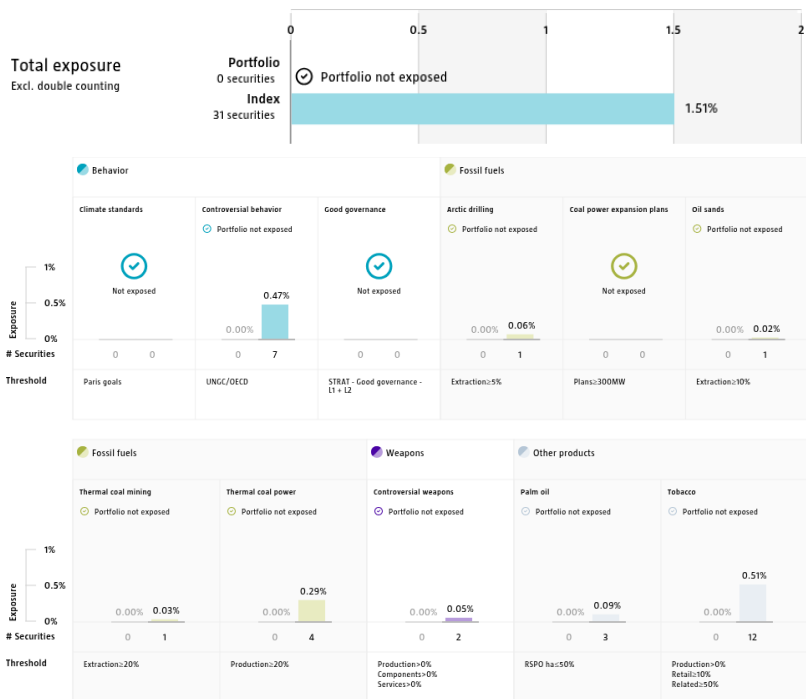 0 0.5 1 1.5 2
Total exposure
Excl. double counting
Portfolio
0 securities
Portfolio not exposed
Index
31 securities
1.51%
Behavior
Fossil fuels
Climate standards
Controversial behavior
Good governance
Arctic drilling
Coal power expansion plans
Oil sands
Portfolio not exposed
Portfolio not exposed
Portfolio not exposed
Not exposed
Not exposed
Not exposed
Exposure
1%
0.5%
0%
0.00% 0.47%
0.00% 0.06%
0.00% 0.02%
# Securities
0 0
0 7
0 0
0 1
0 0
0 1
Threshold
Paris goals
UNGC/OECD
STRAT - Good governance -
L1 + L2
Extraction≥5%
Plans≥300MW
Extraction≥10%
Fossil fuels
Weapons
Other products
Thermal coal mining
Thermal coal power
Controversial weapons
Palm oil
Tobacco
Portfolio not exposed
Portfolio not exposed
Portfolio not exposed
Portfolio not exposed
Portfolio not exposed
Exposure
1%
0.5%
0%
0.00% 0.03%
0.00% 0.29%
0.00% 0.05%
0.00% 0.09%
0.00% 0.51%
# Securities
0 1
0 4
0 2
0 3
0 12
Threshold
Extraction≥20%
Production≥20%
Production>0%
Components>0%
Services>0%
RSPO ha≤50%
Production>0%
Retail≥10%
Related≥50%